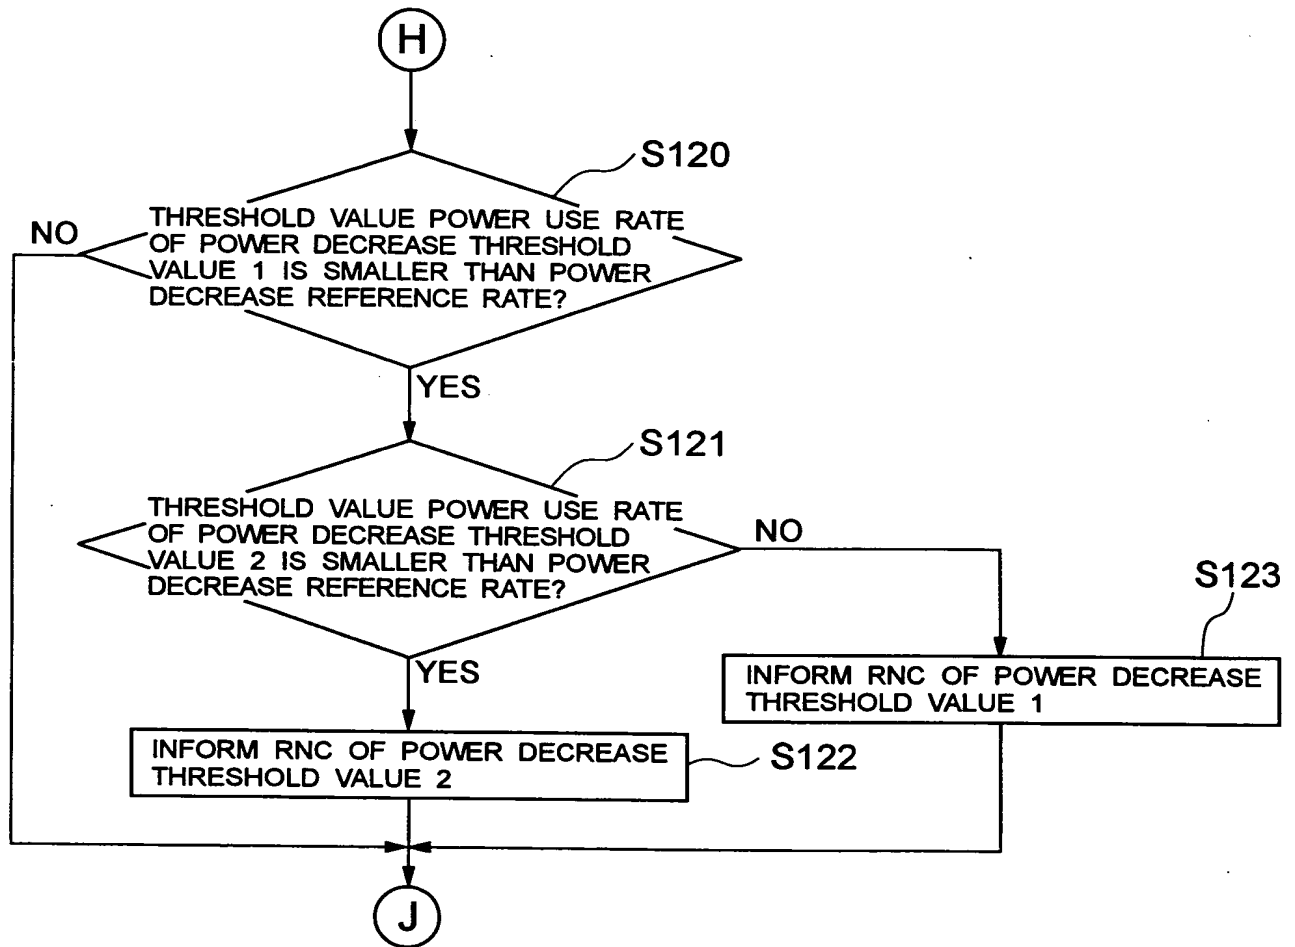 H
S120
THRESHOLD VALUE POWER USE RATE
OF POWER DECREASE THRESHOLD
VALUE 1 IS SMALLER THAN POWER
DECREASE REFERENCE RATE?
NO
YES
S121
THRESHOLD VALUE POWER USE RATE
OF POWER DECREASE THRESHOLD
VALUE 2 IS SMALLER THAN POWER
DECREASE REFERENCE RATE?
NO
YES
S123
INFORM RNC OF POWER DECREASE
THRESHOLD VALUE 1
INFORM RNC OF POWER DECREASE
THRESHOLD VALUE 2
S122
J